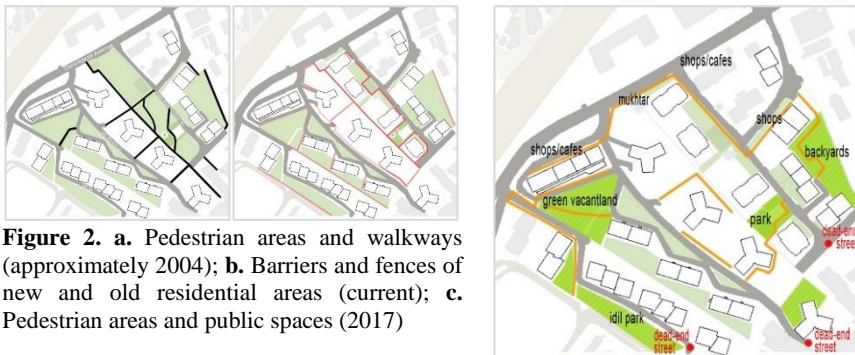 Figure 2. a. Pedestrian areas and walkways
(approximately 2004); b. Barriers and fences of
new and old residential areas (current); c.
Pedestrian areas and public spaces (2017)
shops/cafes
mukhtar
shops
shops/cafes
backyards
green vacantland
park
dead-end
street
idil park
dead-end
street
dead-end
street